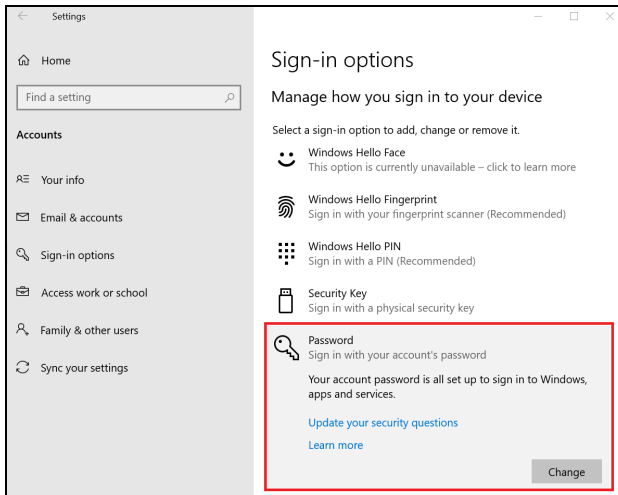 Settings
Home
Find a setting
Accounts
Your info
Email & accounts
Sign-in options
Access work or school
Family & other users
Sync your settings
Sign-in options
Manage how you sign in to your device
Select a sign-in option to add, change or remove it.
Windows Hello Face
This option is currently unavailable – click to learn more
Windows Hello Fingerprint
Sign in with your fingerprint scanner (Recommended)
Windows Hello PIN
Sign in with a PIN (Recommended)
Security Key
Sign in with a physical security key
Password
Sign in with your account's password
Your account password is all set up to sign in to Windows,
apps and services.
Update your security questions
Learn more
Change